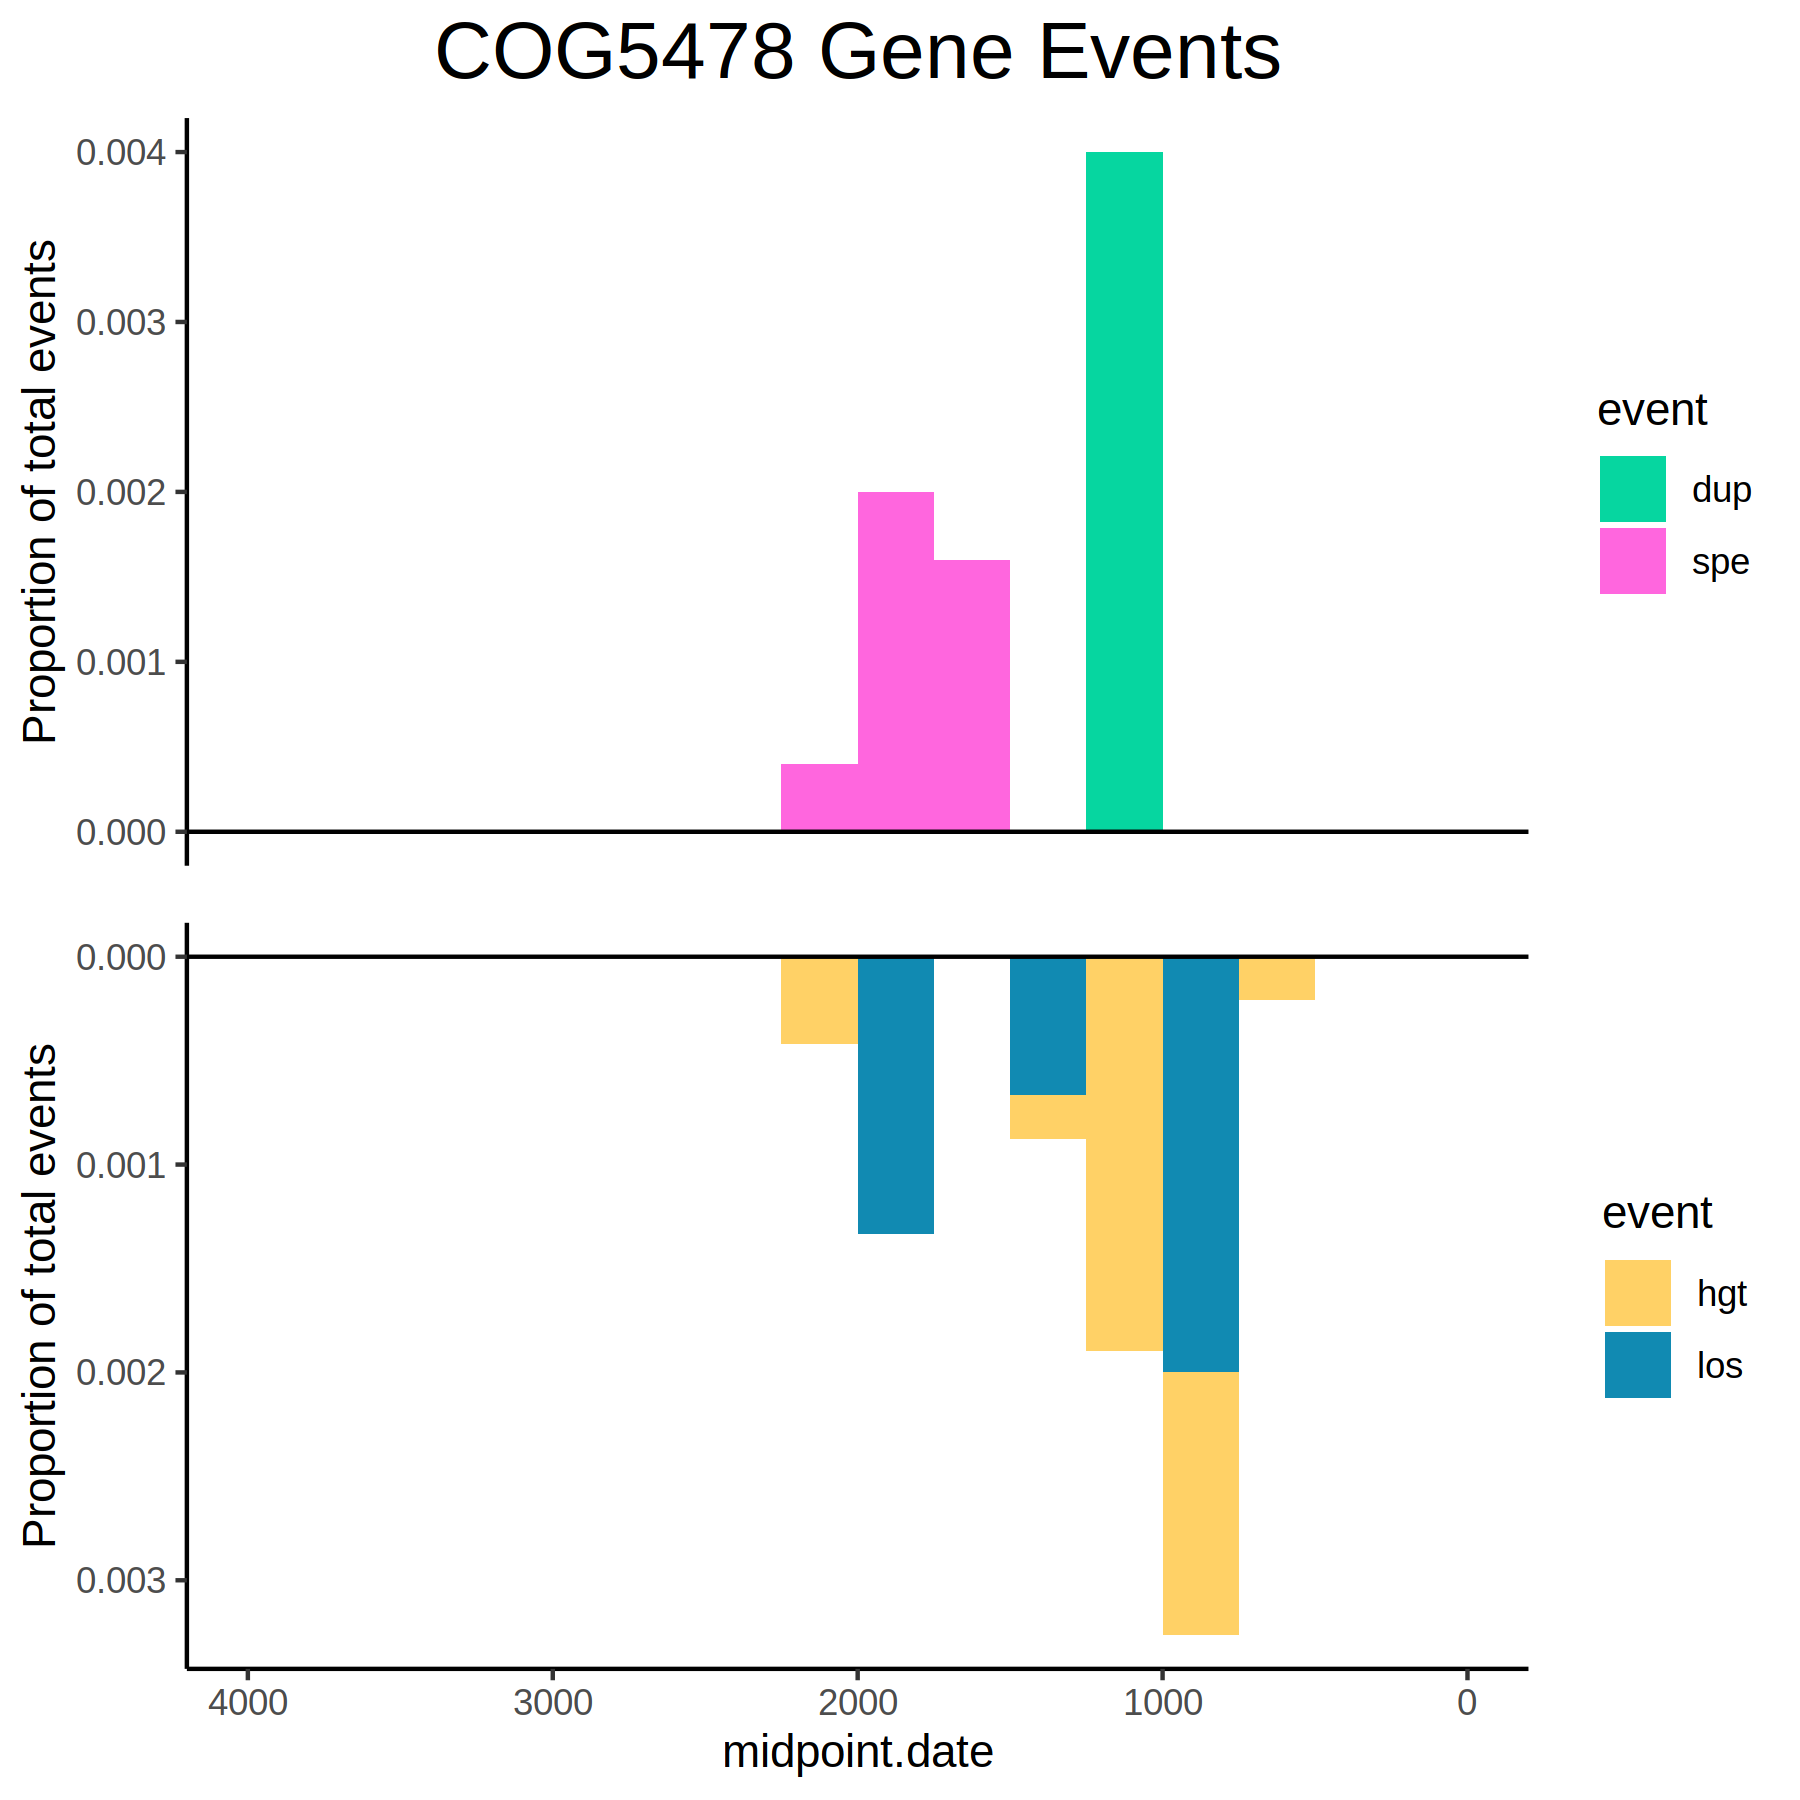 COG5478 Gene Events
Proportion of total events
0.004
0.003
0.002
0.001
0.000
event
dup
spe
Proportion of total events
0.000
0.001
0.002
0.003
event
hgt
los
4000 3000 2000 1000 0
midpoint.date